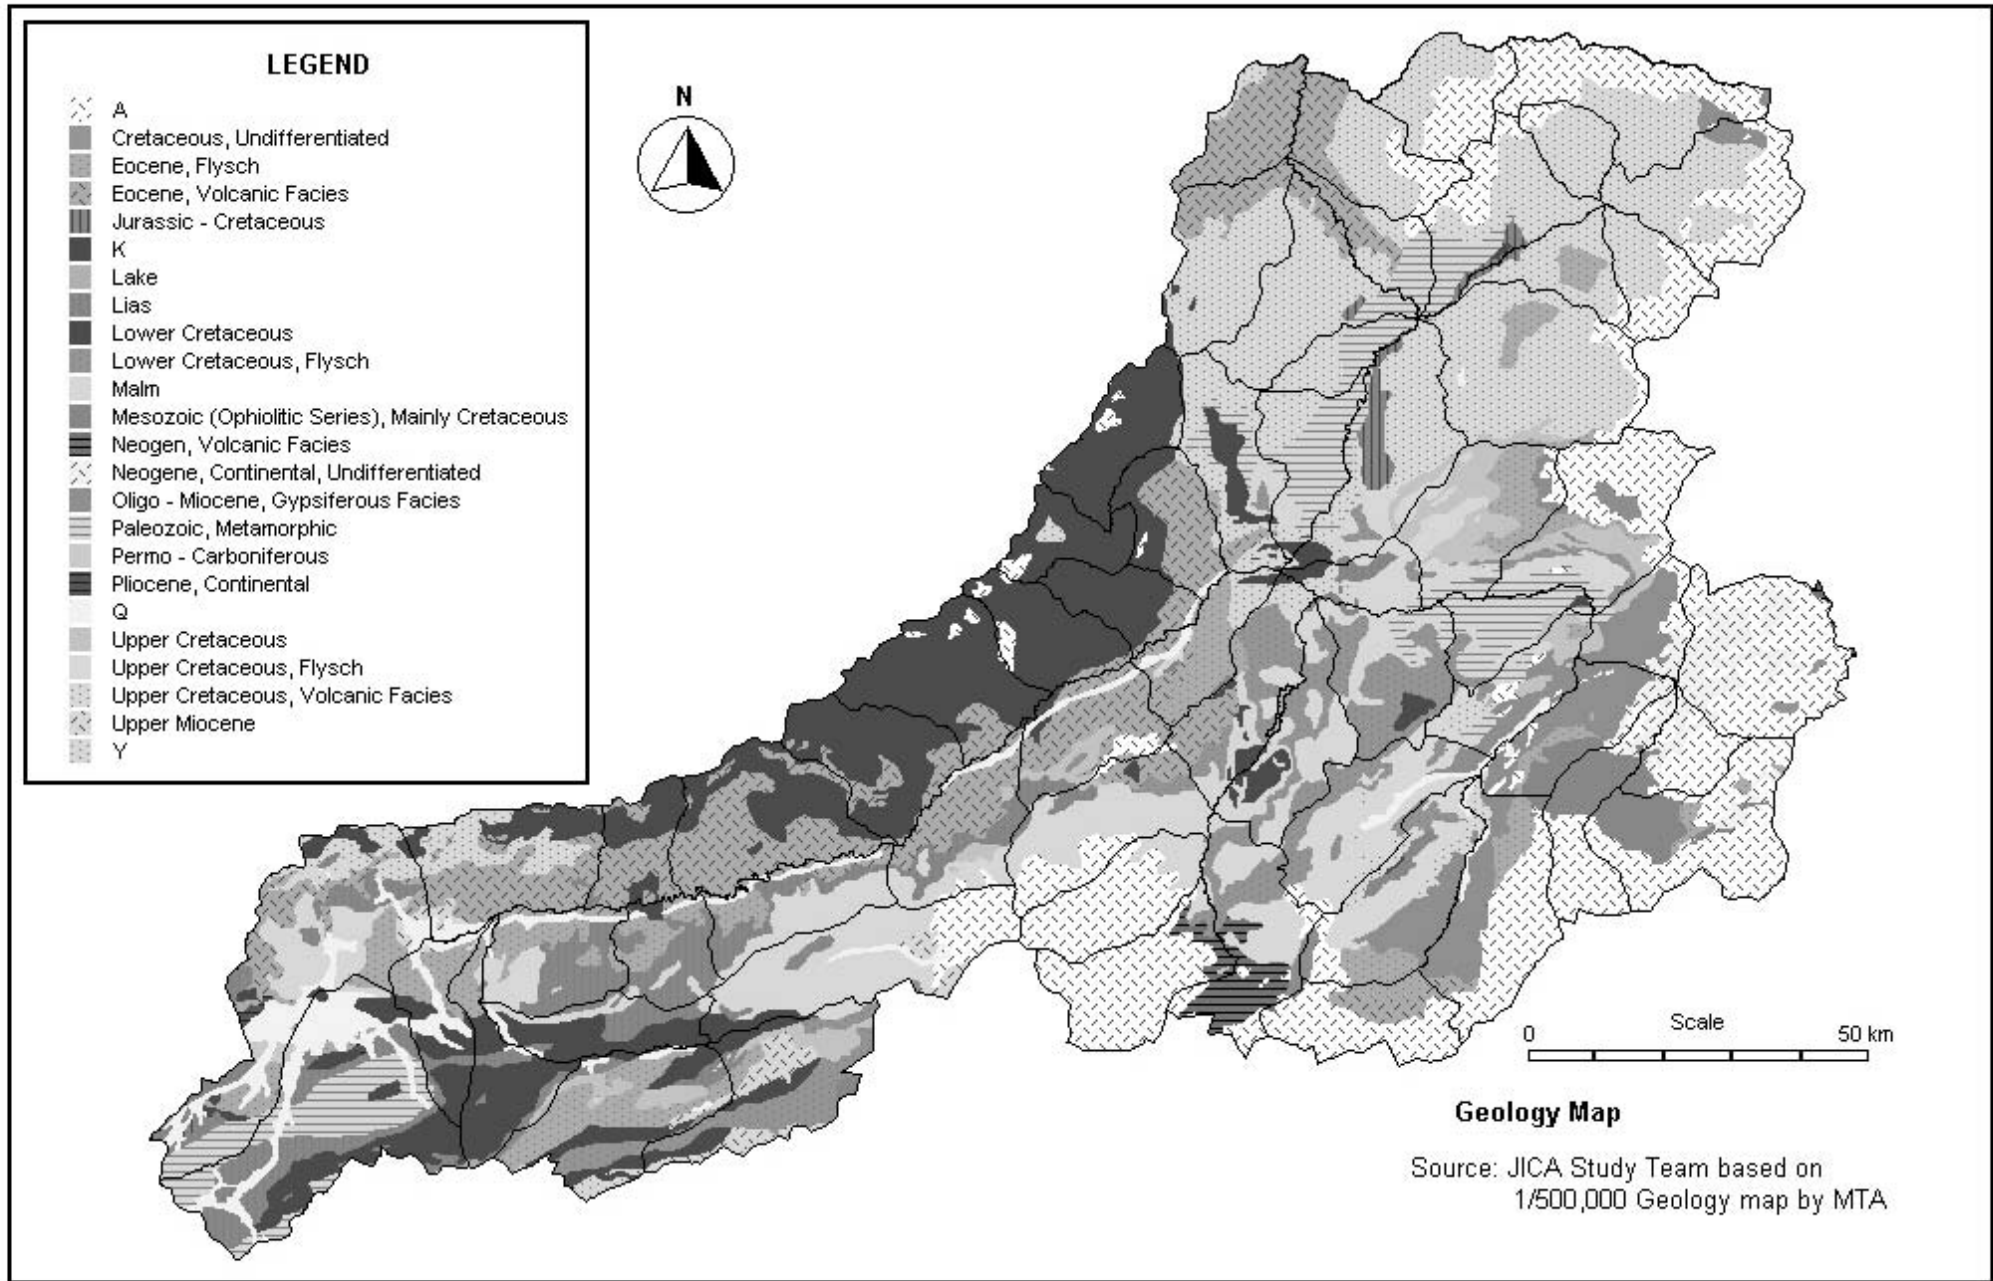 LEGEND
A
Cretaceous, Undifferentiated
Eocene, Flysch
Eocene, Volcanic Facies
Jurassic - Cretaceous
K
Lake
Lias
Lower Cretaceous
Lower Cretaceous, Flysch
Malm
Mesozoic (Ophiolitic Series), Mainly Cretaceous
Neogen, Volcanic Facies
Neogene, Continental, Undifferentiated
Oligo - Miocene, Gypsiferous Facies
Paleozoic, Metamorphic
Permo - Carboniferous
Pliocene, Continental
Q
Upper Cretaceous
Upper Cretaceous, Flysch
Upper Cretaceous, Volcanic Facies
Upper Miocene
Y
N
Scale
0 50 km
Geology Map
Source: JICA Study Team based on
1/500,000 Geology map by MTA